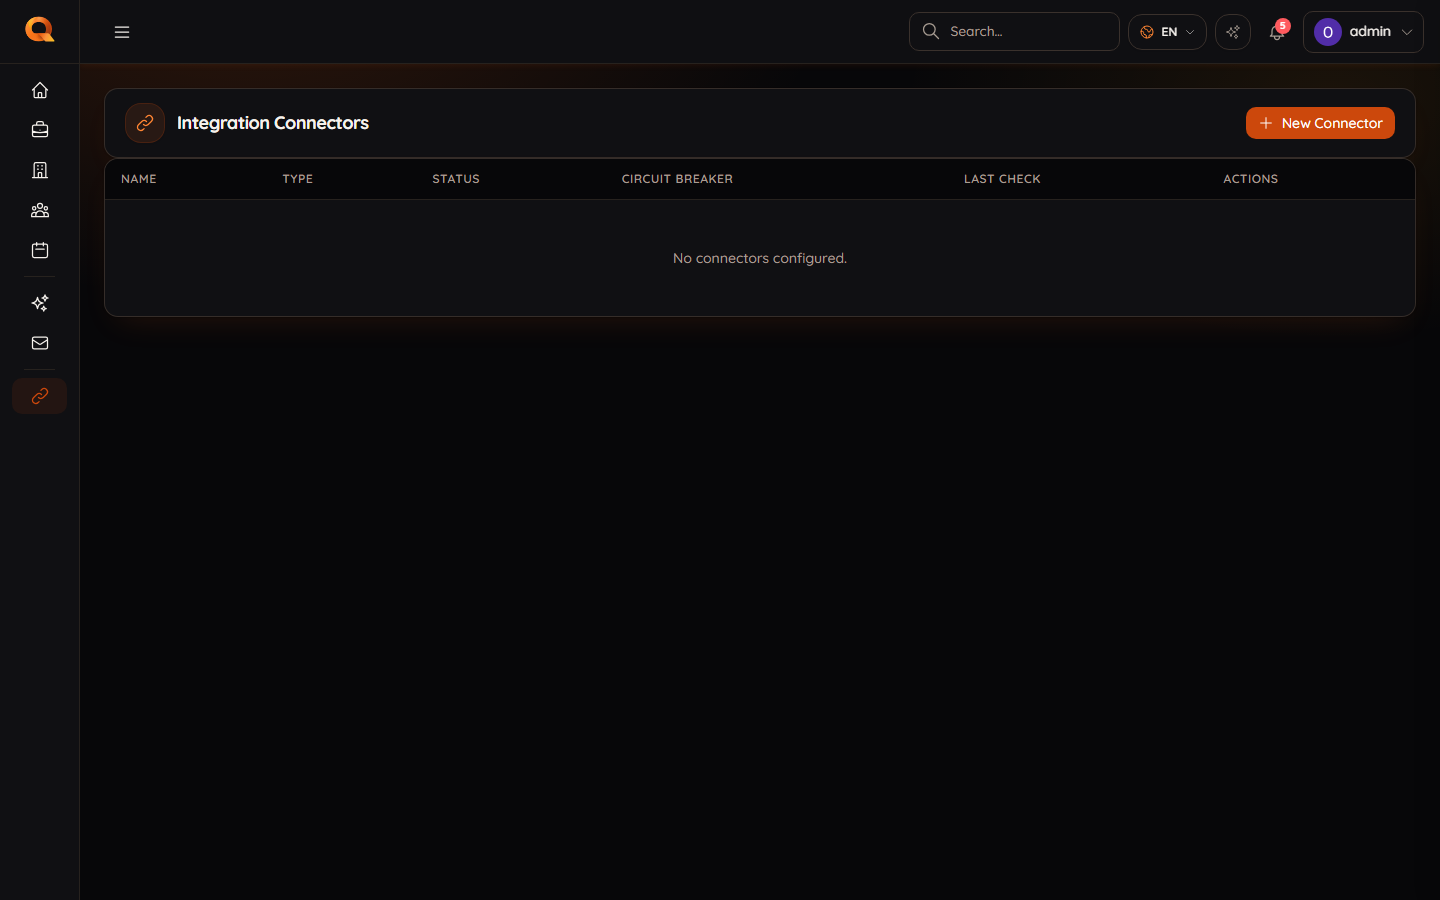 Search...
EN
5
O
admin
Integration Connectors
New Connector
NAME
TYPE
STATUS
CIRCUIT BREAKER
LAST CHECK
ACTIONS
No connectors configured.